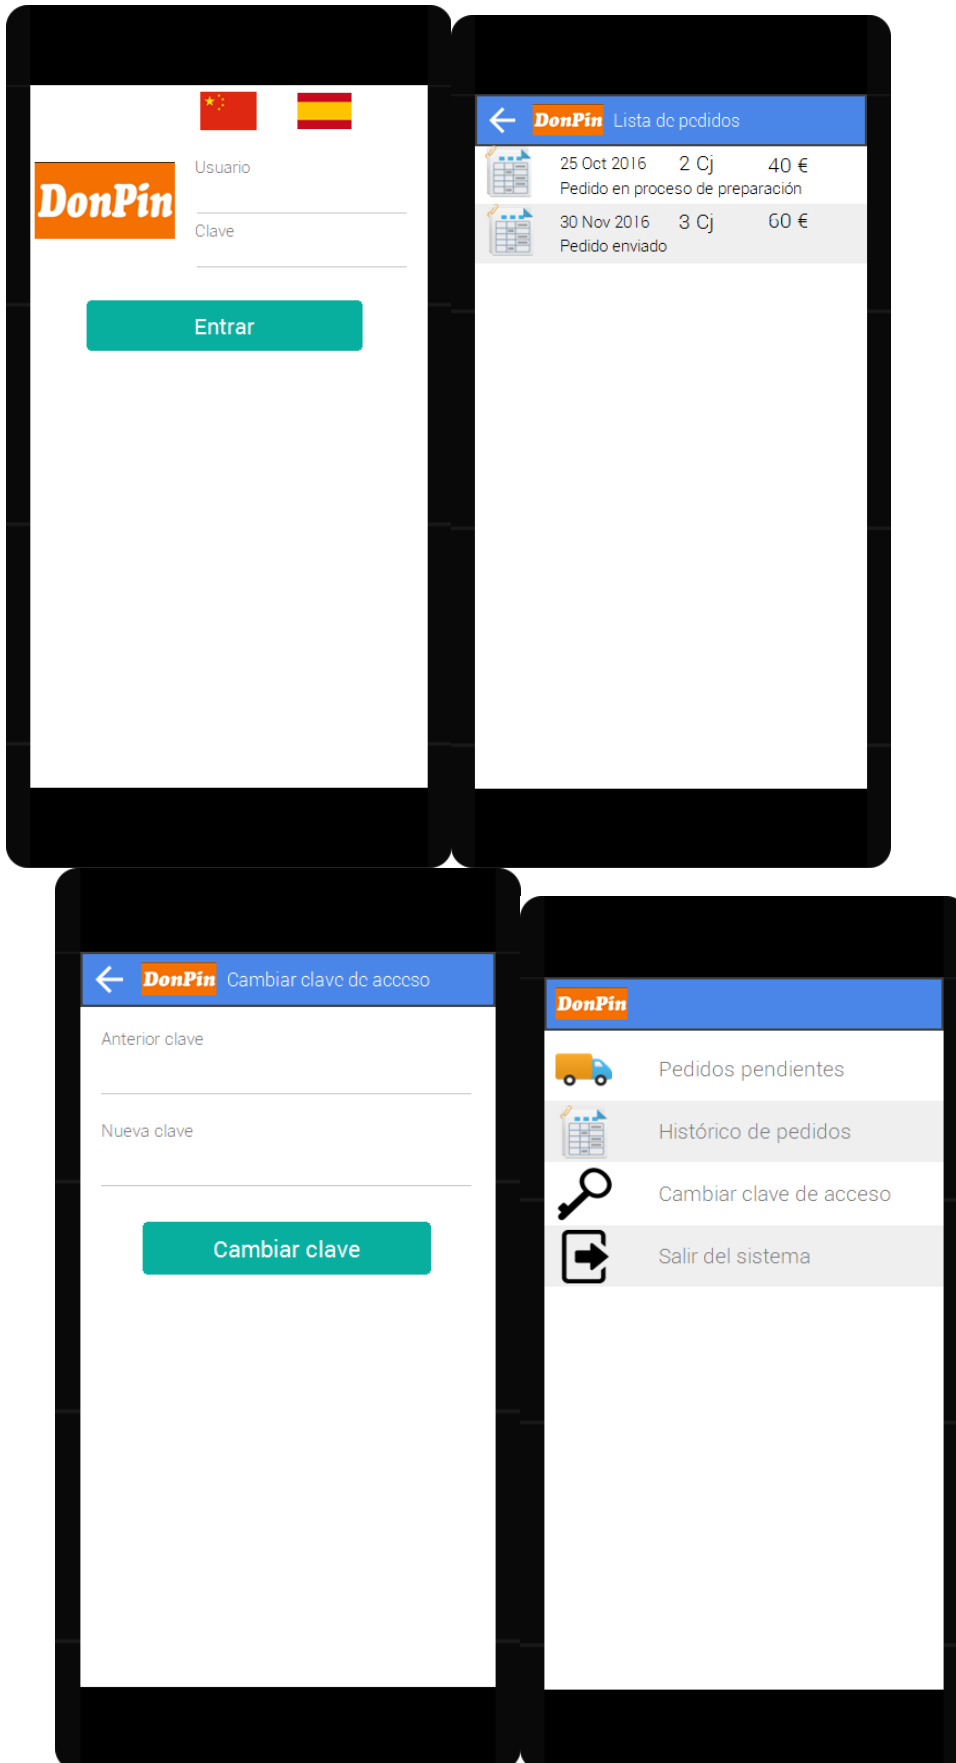 DonPin
Usuario
Clave
Entrar
DonPin Lista de pedidos
25 Oct 2016 2 Cj 40 €
Pedido en proceso de preparación
30 Nov 2016 3 Cj 60 €
Pedido enviado
DonPin Cambiar clave de acceso
Anterior clave
Nueva clave
Cambiar clave
DonPin
Pedidos pendientes
Histórico de pedidos
Cambiar clave de acceso
Salir del sistema